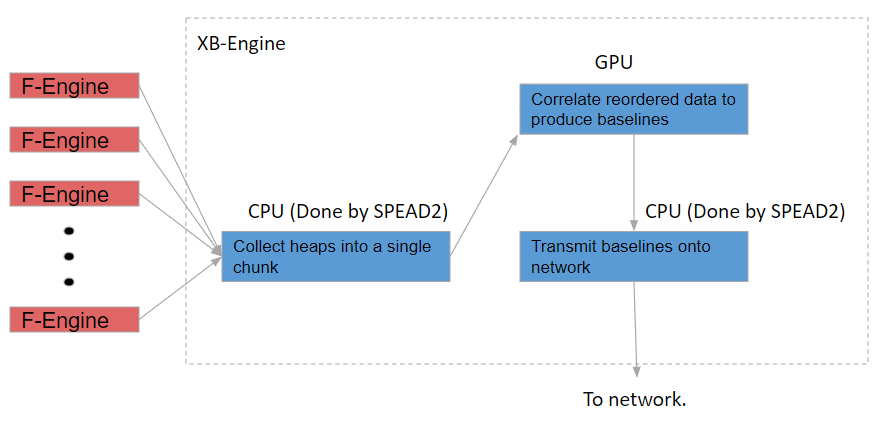 XB-Engine
GPU
F-Engine
Correlate reordered data to
produce baselines
F-Engine
F-Engine
CPU (Done by SPEAD2)
CPU (Done by SPEAD2)
Collect heaps into a single
chunk
Transmit baselines onto
network
F-Engine
To network.